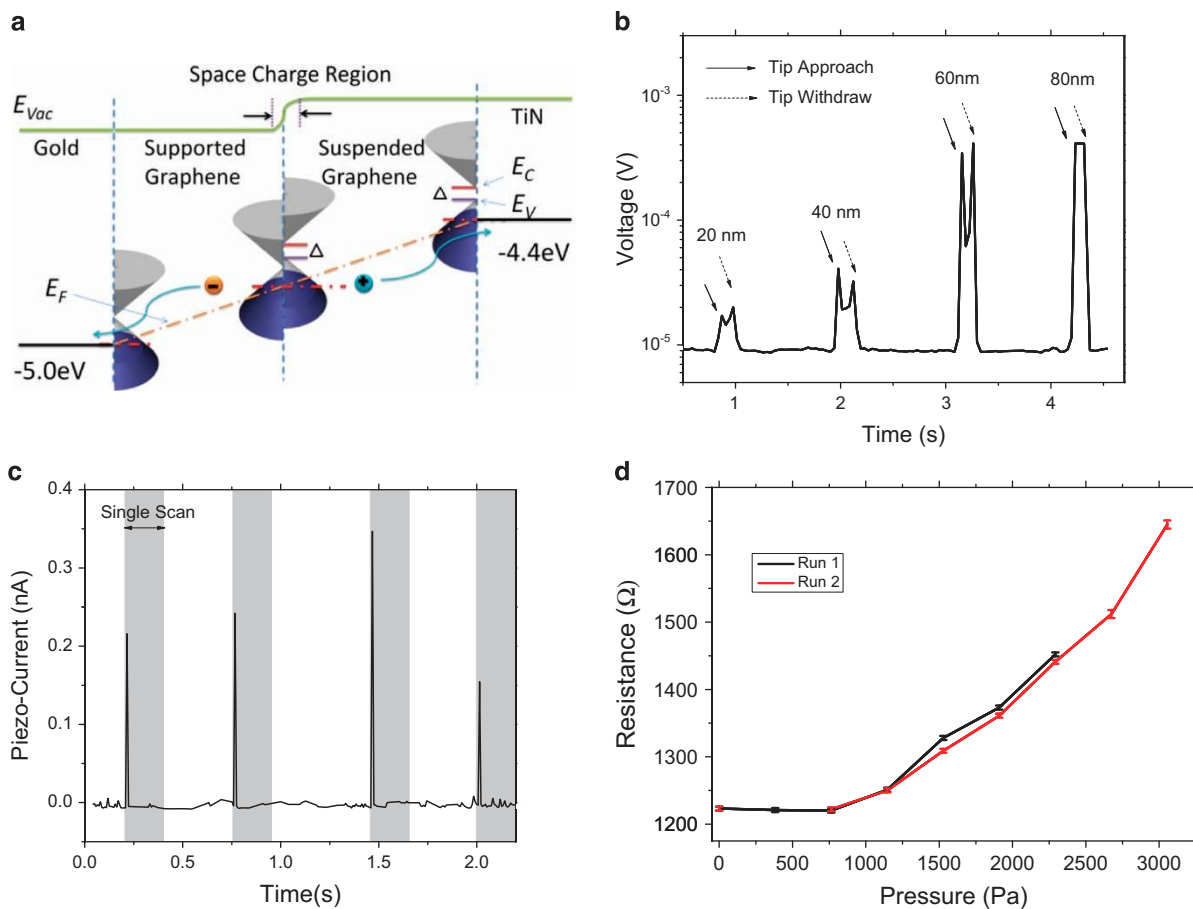 a
Space Charge Region
E_Vac
TiN
Gold
Supported
Graphene
Suspended
Graphene
E_C
Δ
E_V
Δ
-4.4eV
E_F
-
+
-5.0eV
b
Tip Approach
Tip Withdraw
60nm
80nm
40 nm
20 nm
10⁻³
10⁻⁴
10⁻⁵
Voltage (V)
1 2 3 4
Time (s)
c
Single Scan
0.4
0.3
0.2
0.1
0.0
Piezo-Current (nA)
0.0 0.5 1.0 1.5 2.0
Time(s)
d
1700
1600
1500
1400
1300
1200
Resistance (Ω)
Run 1
Run 2
0 500 1000 1500 2000 2500 3000
Pressure (Pa)